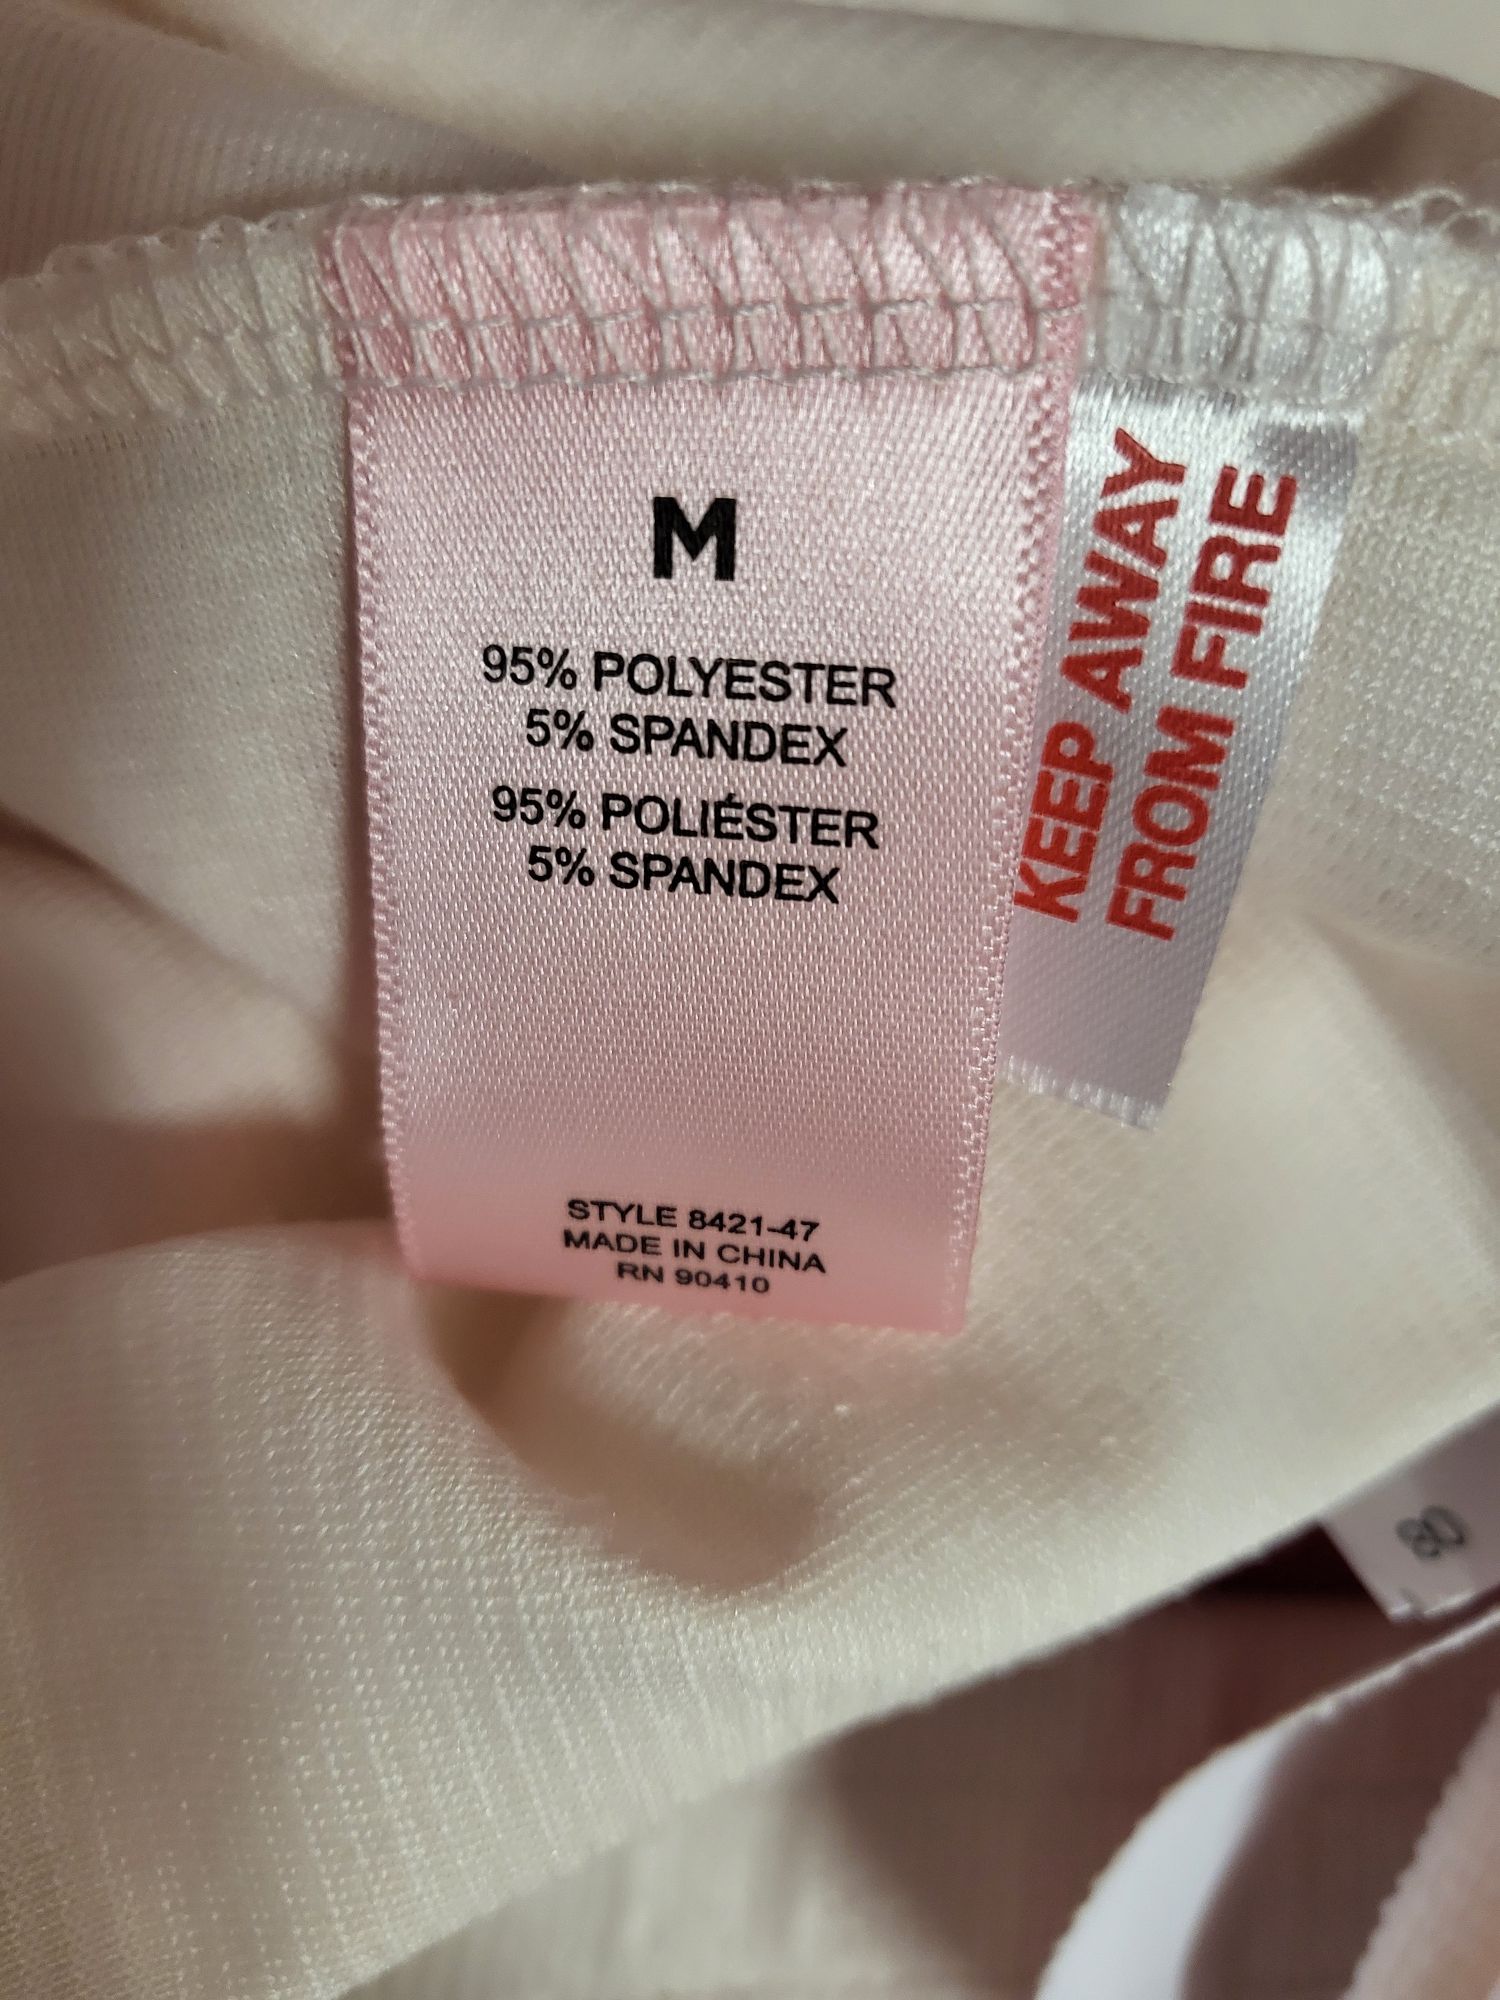 M
95% POLYESTER
5% SPANDEX
95% POLIÉSTER
5% SPANDEX
STYLE 8421-47
MADE IN CHINA
RN 90410
KEEP AWAY
FROM FIRE